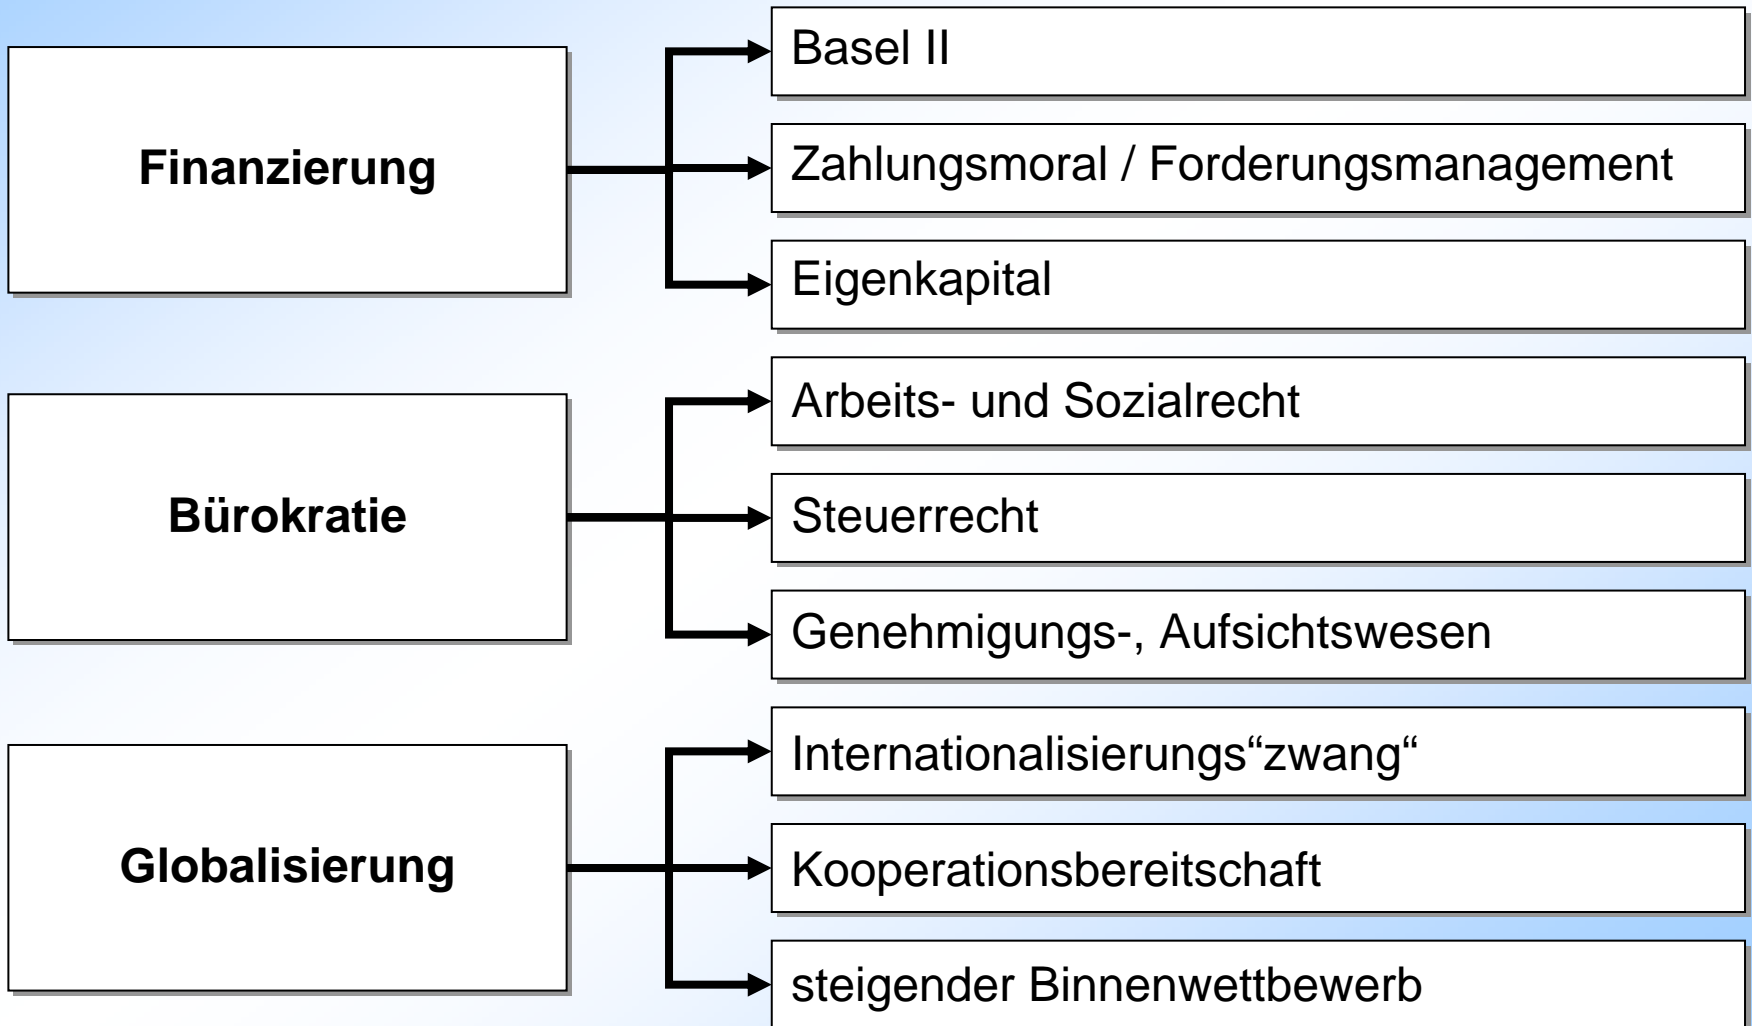 Finanzierung
Basel II
Zahlungsmoral / Forderungsmanagement
Eigenkapital
Bürokratie
Arbeits- und Sozialrecht
Steuerrecht
Genehmigungs-, Aufsichtswesen
Globalisierung
Internationalisierungs“zwang“
Kooperationsbereitschaft
steigender Binnenwettbewerb